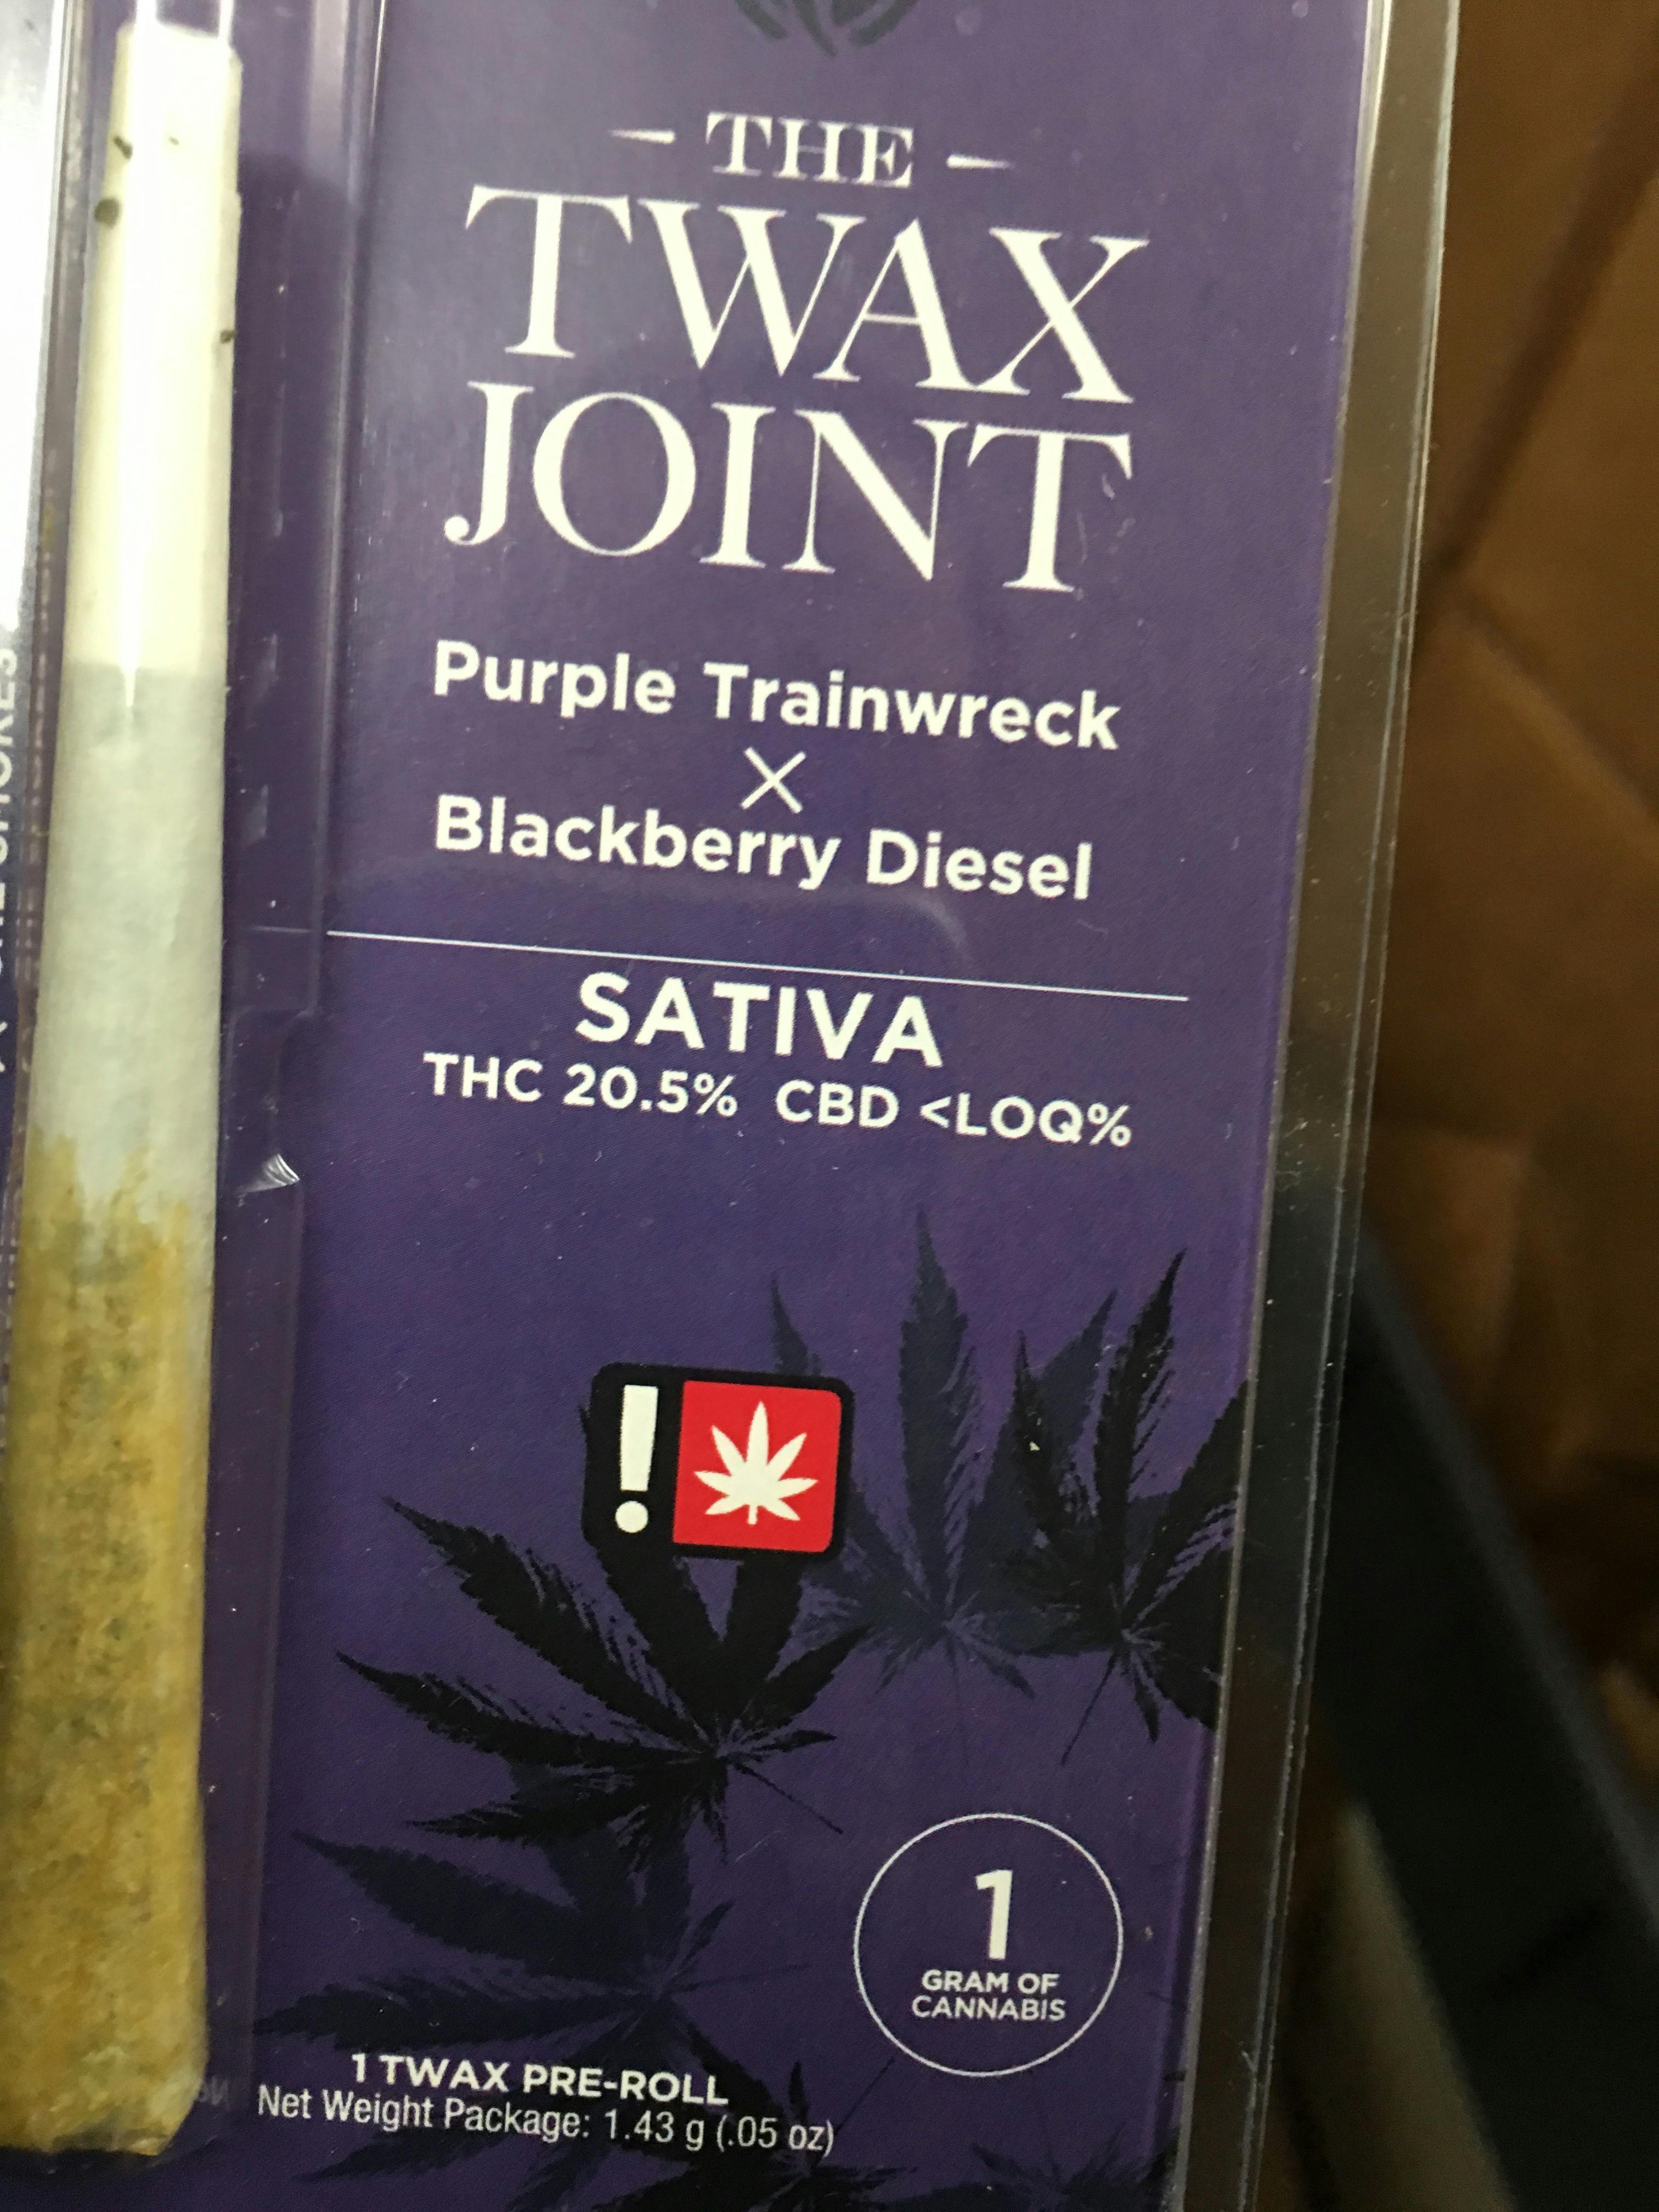 - THE -
TWAX
JOINT
Purple Trainwreck
X
Blackberry Diesel
SATIVA
THC 20.5% CBD <LOQ%
!
1
GRAM OF
CANNABIS
1 TWAX PRE-ROLL
Net Weight Package: 1.43 g (.05 oz)